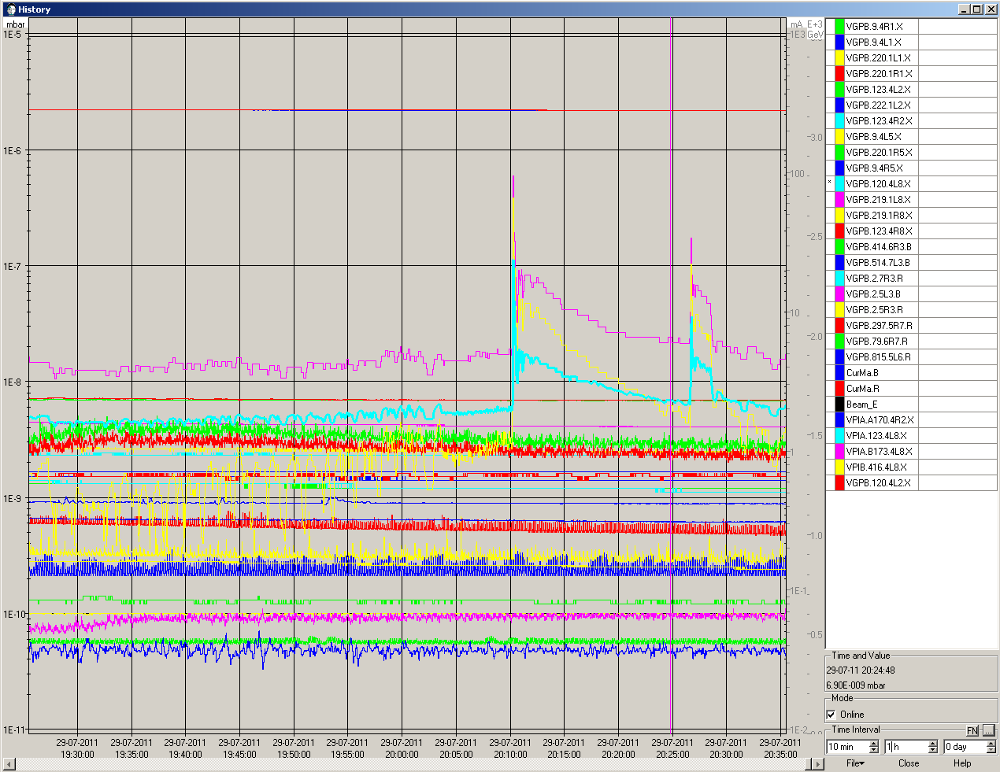 History
mbar
mA E+3
GeV
1E-5
1E-6
1E-7
1E-8
1E-9
1E-10
1E-11
1E3
3.0
100
2.5
10
2.0
1.5
1
1.0
1E-1
0.5
1E-2
29-07-2011 29-07-2011 29-07-2011 29-07-2011 29-07-2011 29-07-2011 29-07-2011 29-07-2011 29-07-2011 29-07-2011 29-07-2011 29-07-2011 29-07-2011 29-07-2011
19:30:00 19:35:00 19:40:00 19:45:00 19:50:00 19:55:00 20:00:00 20:05:00 20:10:00 20:15:00 20:20:00 20:25:00 20:30:00 20:35:00
VGPB.9.4R1.X
VGPB.9.4L1.X
VGPB.220.1L1.X
VGPB.220.1R1.X
VGPB.123.4L2.X
VGPB.222.1L2.X
VGPB.123.4R2.X
VGPB.9.4L5.X
VGPB.220.1R5.X
VGPB.9.4R5.X
* VGPB.120.4L8.X
VGPB.219.1L8.X
VGPB.219.1R8.X
VGPB.123.4R8.X
VGPB.414.6R3.B
VGPB.514.7L3.B
VGPB.2.7R3.R
VGPB.2.5L3.B
VGPB.2.5R3.R
VGPB.297.5R7.R
VGPB.79.6R7.R
VGPB.815.5L6.R
CurMa.B
CurMa.R
Beam_E
VPIA.A170.4R2.X
VPIA.123.4L8.X
VPIA.B173.4L8.X
VPIB.416.4L8.X
VGPB.120.4L2.X
Time and Value
29-07-11 20:24:48
6.90E-009 mbar
Mode
Online
Time Interval
FN ...
10 min 1 h 0 day
File Close Help